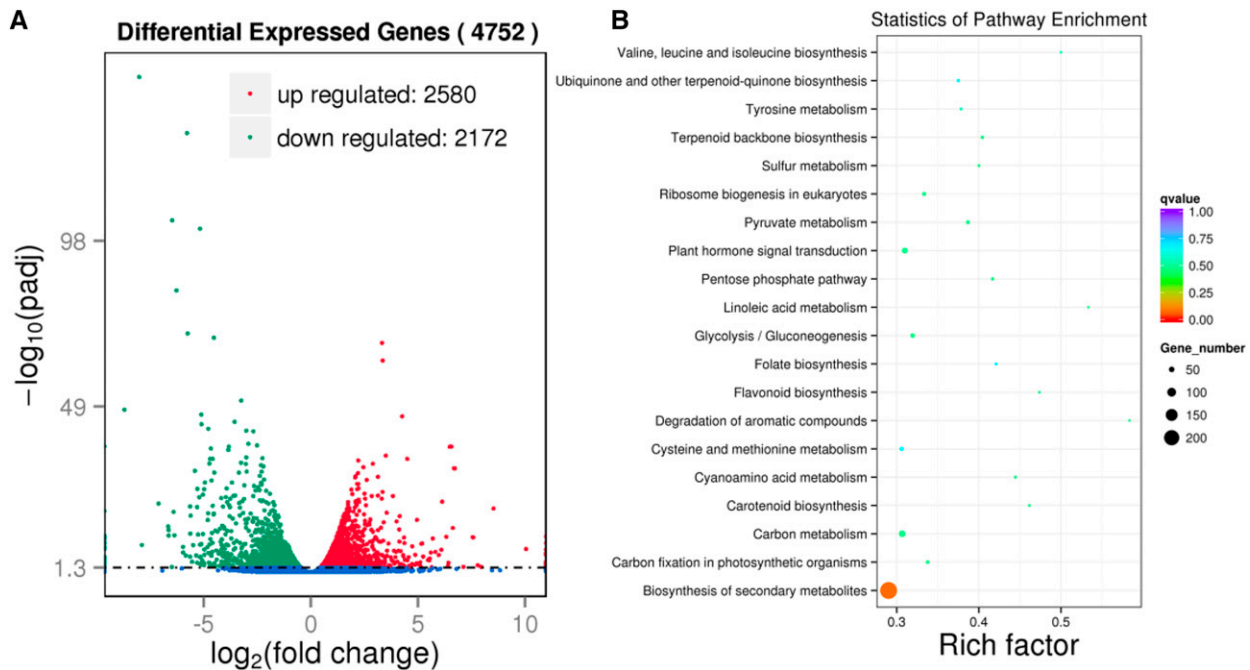 A
Differential Expressed Genes ( 4752 )
up regulated: 2580
down regulated: 2172
98
49
1.3
−log10(padj)
-5
0
5
10
log2(fold change)
B
Statistics of Pathway Enrichment
Valine, leucine and isoleucine biosynthesis
Ubiquinone and other terpenoid-quinone biosynthesis
Tyrosine metabolism
Terpenoid backbone biosynthesis
Sulfur metabolism
Ribosome biogenesis in eukaryotes
Pyruvate metabolism
Plant hormone signal transduction
Pentose phosphate pathway
Linoleic acid metabolism
Glycolysis / Gluconeogenesis
Folate biosynthesis
Flavonoid biosynthesis
Degradation of aromatic compounds
Cysteine and methionine metabolism
Cyanoamino acid metabolism
Carotenoid biosynthesis
Carbon metabolism
Carbon fixation in photosynthetic organisms
Biosynthesis of secondary metabolites
0.3
0.4
0.5
Rich factor
qvalue
1.00
0.75
0.50
0.25
0.00
Gene_number
50
100
150
200